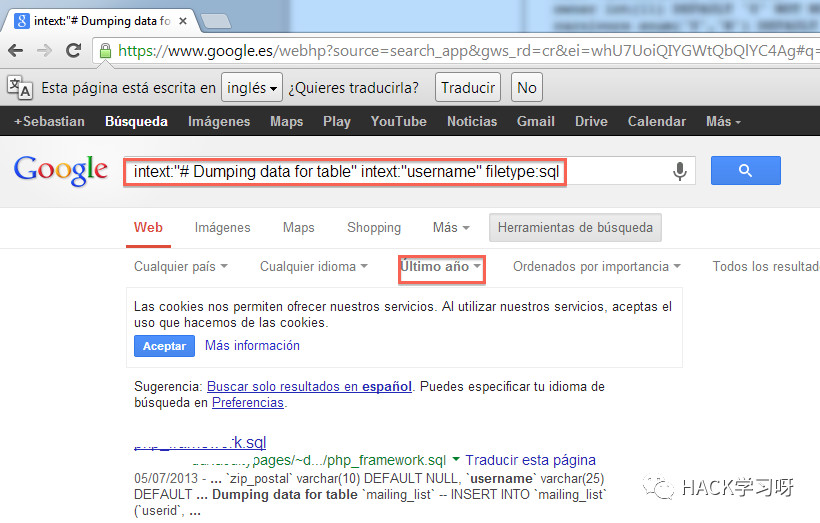 intext:"# Dumping data fo
https://www.google.es/webhp?source=search_app&gws_rd=cr&ei=whU7UoiQIYGWtQbQlYC4Ag#q=
Esta página está escrita en inglés ¿Quieres traducirla? Traducir No
+Sebastian Búsqueda Imágenes Maps Play YouTube Noticias Gmail Drive Calendar Más
Google intext:"# Dumping data for table" intext:"username" filetype:sql
Web Imágenes Maps Shopping Más Herramientas de búsqueda
Cualquier país Cualquier idioma Último año Ordenados por importancia Todos los resultad
Las cookies nos permiten ofrecer nuestros servicios. Al utilizar nuestros servicios, aceptas el
uso que hacemos de las cookies.
Aceptar Más información
Sugerencia: Buscar solo resultados en español. Puedes especificar tu idioma de
búsqueda en Preferencias.
php_framework.sql
pages/~d.../php_framework.sql Traducir esta página
05/07/2013 - ... `zip_postal` varchar(10) DEFAULT NULL, `username` varchar(25)
DEFAULT ... Dumping data for table `mailing_list` -- INSERT INTO `mailing_list`
(`userid`, ...
HACK学习呀